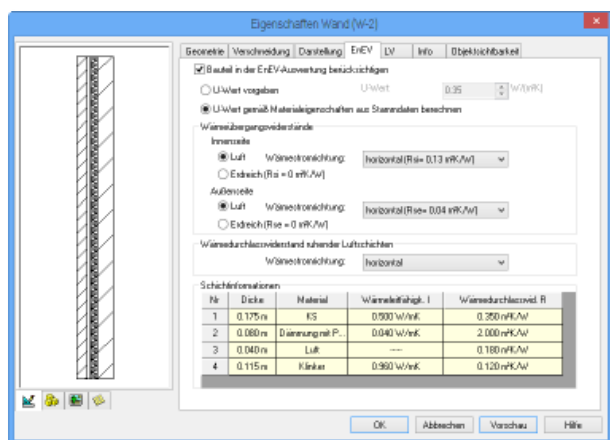 Eigenschaften Wand (W-2)
Geometrie Verschneidung Darstellung EnEV LV Info Objektsichtbarkeit
Bauteil in der EnEV-Auswertung berücksichtigen
U-Wert vorgeben U-Wert: 0.35 W/(m²K)
U-Wert gemäß Materialeigenschaften aus Stammdaten berechnen
Wärmeübergangswiderstände
Innenseite
Luft Wärmestromrichtung: horizontal (Rsi= 0,13 m²K/W)
Erdreich (Rsi = 0 m²K/W)
Außenseite
Luft Wärmestromrichtung: horizontal (Rse= 0,04 m²K/W)
Erdreich (Rse = 0 m²K/W)
Wärmedurchlasswiderstand ruhender Luftschichten
Wärmestromrichtung: horizontal
Schichtinformationen
Nr Dicke Material Wärmeleitfähigk. l Wärmedurchlasswid. R
1 0.175 m KS 0.500 W/mK 0.350 m²K/W
2 0.080 m Dämmung mit P... 0.040 W/mK 2.000 m²K/W
3 0.040 m Luft --- 0.180 m²K/W
4 0.115 m Klinker 0.960 W/mK 0.120 m²K/W
OK Abbrechen Vorschau Hilfe